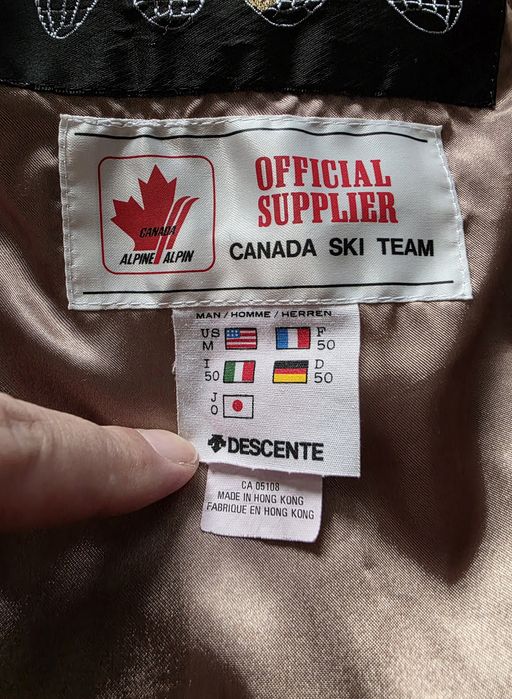 CANADA
ALPINE ALPIN
OFFICIAL
SUPPLIER
CANADA SKI TEAM
MAN / HOMME / HERREN
US M F 50
I 50 D 50
J O
DESCENTE
CA 05108
MADE IN HONG KONG
FABRIQUE EN HONG KONG